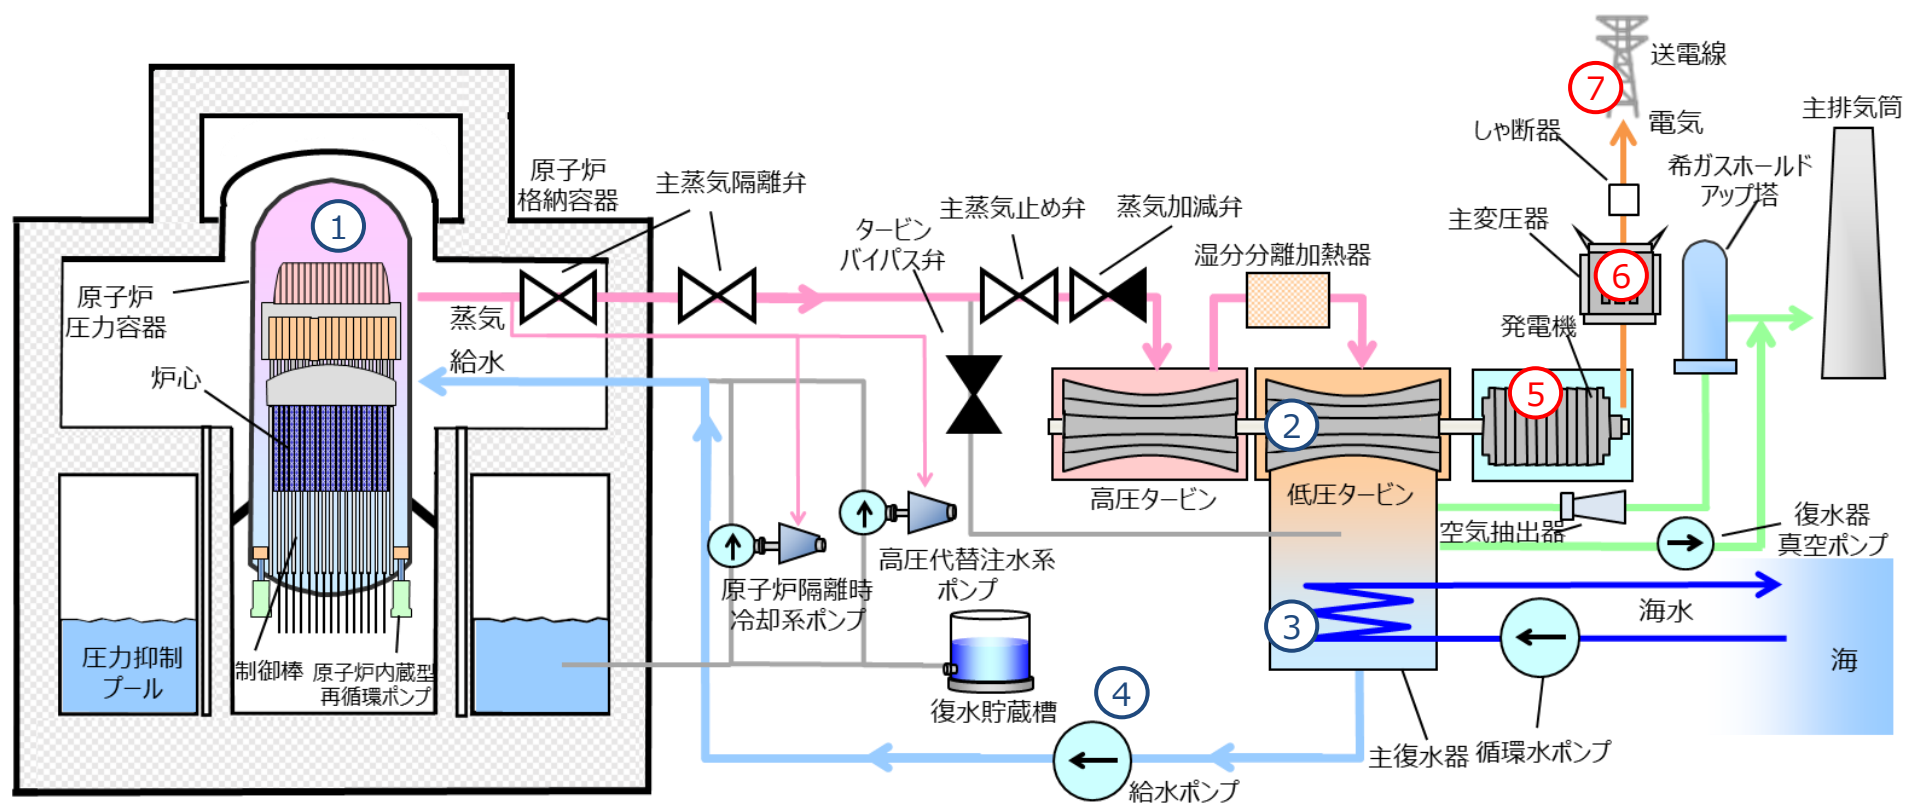 送電線
⑦
電気
しゃ断器
主排気筒
希ガスホールド
アップ塔
原子炉
格納容器
主蒸気隔離弁
①
タービン
バイパス弁
主蒸気止め弁
蒸気加減弁
湿分分離加熱器
主変圧器
⑥
原子炉
圧力容器
蒸気
給水
発電機
炉心
⑤
②
高圧タービン
低圧タービン
空気抽出器
復水器
真空ポンプ
高圧代替注水系
ポンプ
原子炉隔離時
冷却系ポンプ
海水
③
圧力抑制
プール
制御棒
原子炉内蔵型
再循環ポンプ
海
④
復水貯蔵槽
主復水器
循環水ポンプ
給水ポンプ